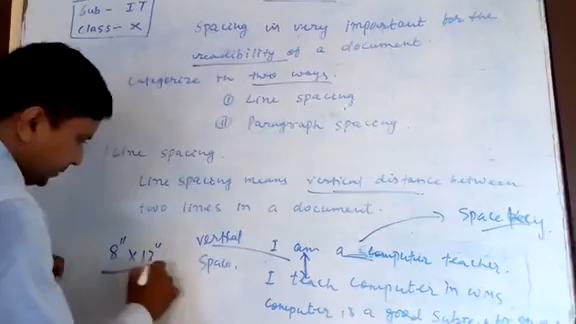 Sub - IT
Class - X
Spacing is very important for the
readibility of a document.
Categorize in two ways.
(i) Line spacing
(ii) Paragraph spacing.
Line spacing.
Line spacing means vertical distance between
two lines in a document.
Space key.
8" x 12"
vertical
space.
I am a computer teacher.
I teach computer in WMS
Computer is a good